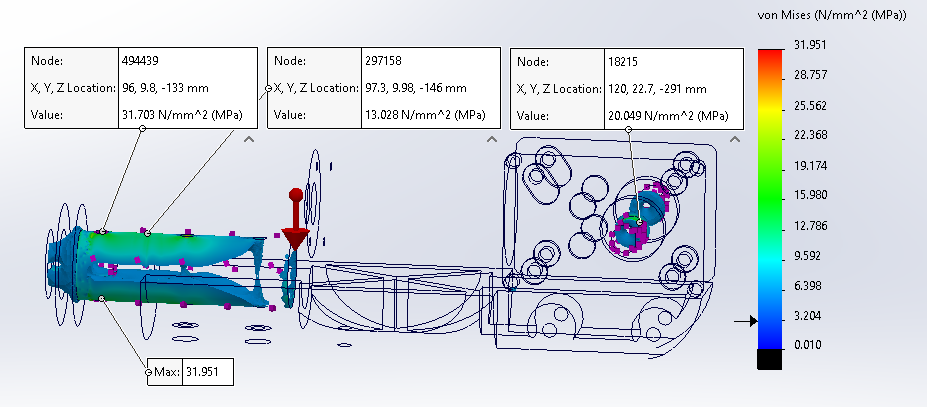 von Mises (N/mm^2 (MPa))
Node: 494439
X, Y, Z Location: 96, 9.8, -133 mm
Value: 31.703 N/mm^2 (MPa)
Node: 297158
X, Y, Z Location: 97.3, 9.98, -146 mm
Value: 13.028 N/mm^2 (MPa)
Node: 18215
X, Y, Z Location: 120, 22.7, -291 mm
Value: 20.049 N/mm^2 (MPa)
31.951
28.757
25.562
22.368
19.174
15.980
12.786
9.592
6.398
3.204
0.010
Max: 31.951